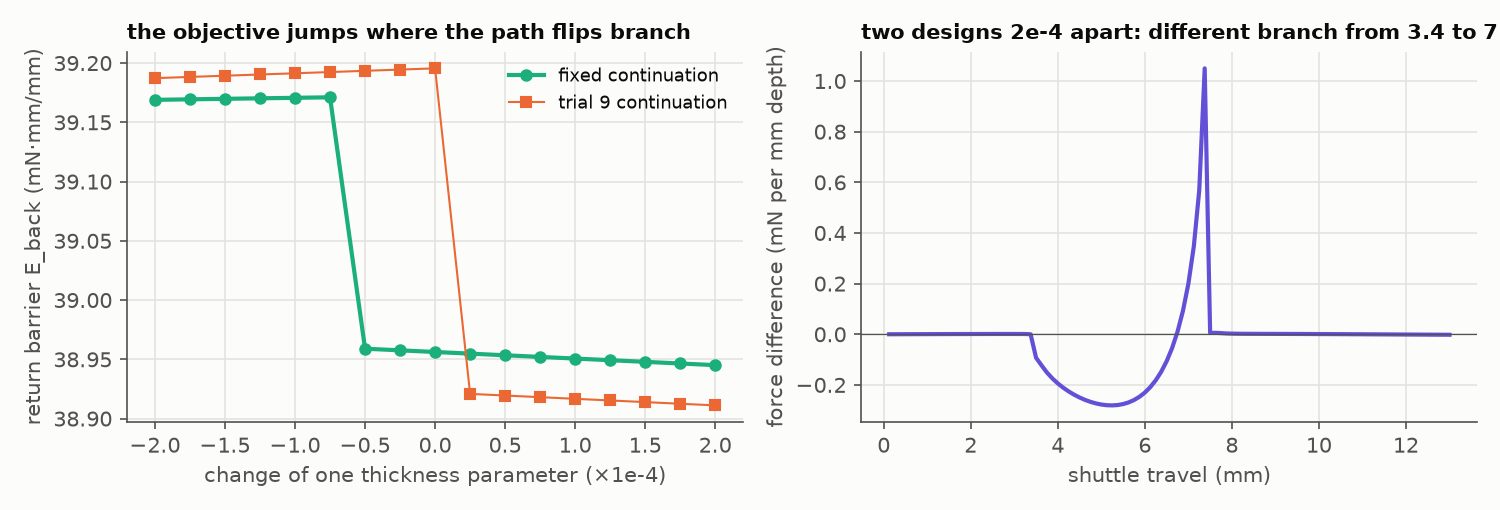 the objective jumps where the path flips branch
return barrier E_back (mN·mm/mm)
39.20
39.15
39.10
39.05
39.00
38.95
38.90
fixed continuation
trial 9 continuation
−2.0 −1.5 −1.0 −0.5 0.0 0.5 1.0 1.5 2.0
change of one thickness parameter (×1e-4)
two designs 2e-4 apart: different branch from 3.4 to 7
force difference (mN per mm depth)
1.0
0.8
0.6
0.4
0.2
0.0
−0.2
0 2 4 6 8 10 12
shuttle travel (mm)